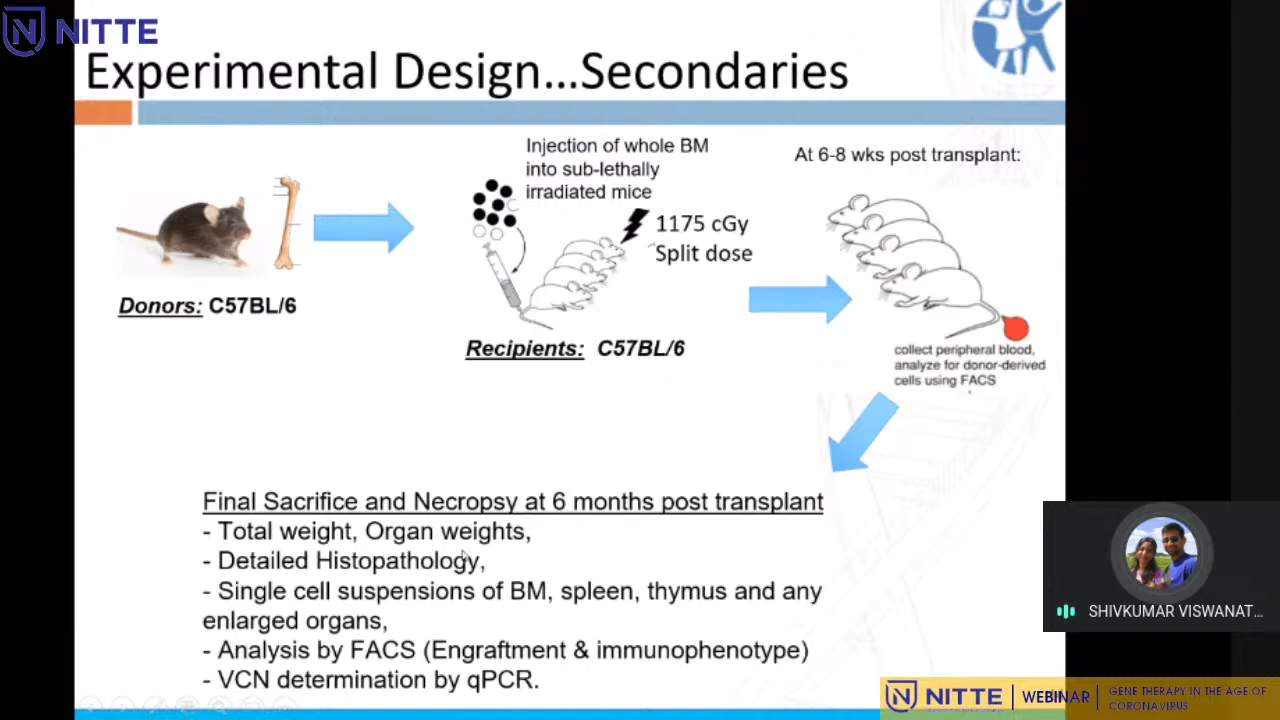 NITTE
Experimental Design...Secondaries
Injection of whole BM
into sub-lethally
irradiated mice
1175 cGy
Split dose
At 6-8 wks post transplant:
Donors: C57BL/6
Recipients: C57BL/6
collect peripheral blood,
analyze for donor-derived
cells using FACS
Final Sacrifice and Necropsy at 6 months post transplant
- Total weight, Organ weights,
- Detailed Histopathology,
- Single cell suspensions of BM, spleen, thymus and any
enlarged organs,
- Analysis by FACS (Engraftment & immunophenotype)
- VCN determination by qPCR.
SHIVKUMAR VISWANAT...
NITTE WEBINAR GENE THERAPY IN THE AGE OF
CORONAVIRUS